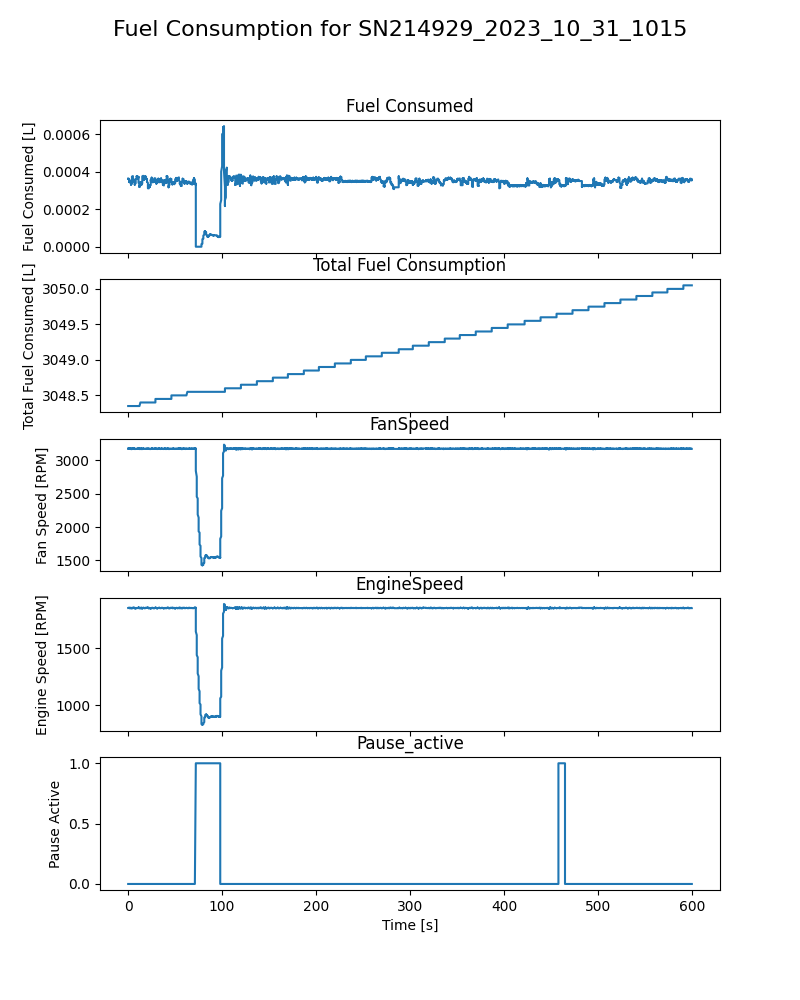 Fuel Consumption for SN214929_2023_10_31_1015
Fuel Consumed
Fuel Consumed [L]
0.0006
0.0004
0.0002
0.0000
Total Fuel Consumption
Total Fuel Consumed [L]
3050.0
3049.5
3049.0
3048.5
FanSpeed
Fan Speed [RPM]
3000
2500
2000
1500
EngineSpeed
Engine Speed [RPM]
1500
1000
Pause_active
Pause Active
1.0
0.5
0.0
0 100 200 300 400 500 600
Time [s]